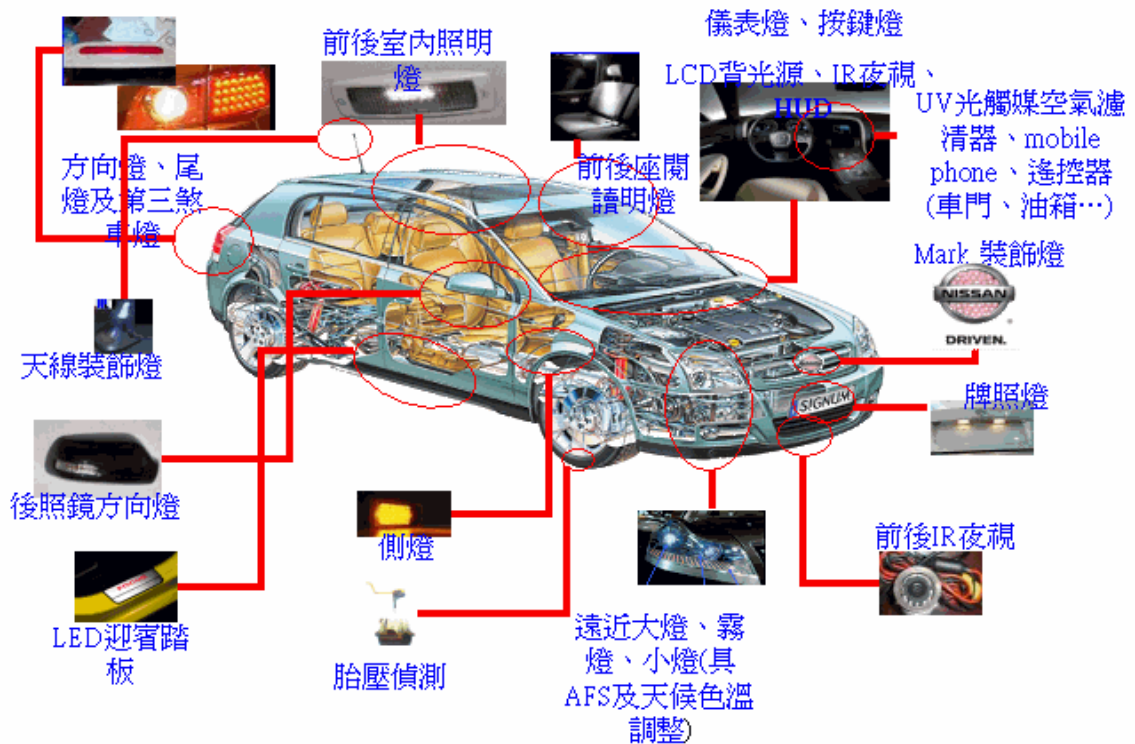 儀表燈、按鍵燈
LCD背光源、IR夜視、
HUD
前後室內照明
燈
UV光觸媒空氣濾
清器、mobile
phone、遙控器
(車門、油箱…)
方向燈、尾
燈及第三煞
車燈
前後座閱
讀明燈
Mark 裝飾燈
NISSAN
DRIVEN.
天線裝飾燈
SIGNUM
牌照燈
後照鏡方向燈
側燈
前後IR夜視
LED迎賓踏
板
胎壓偵測
遠近大燈、霧
燈、小燈(具
AFS及天候色溫
調整)